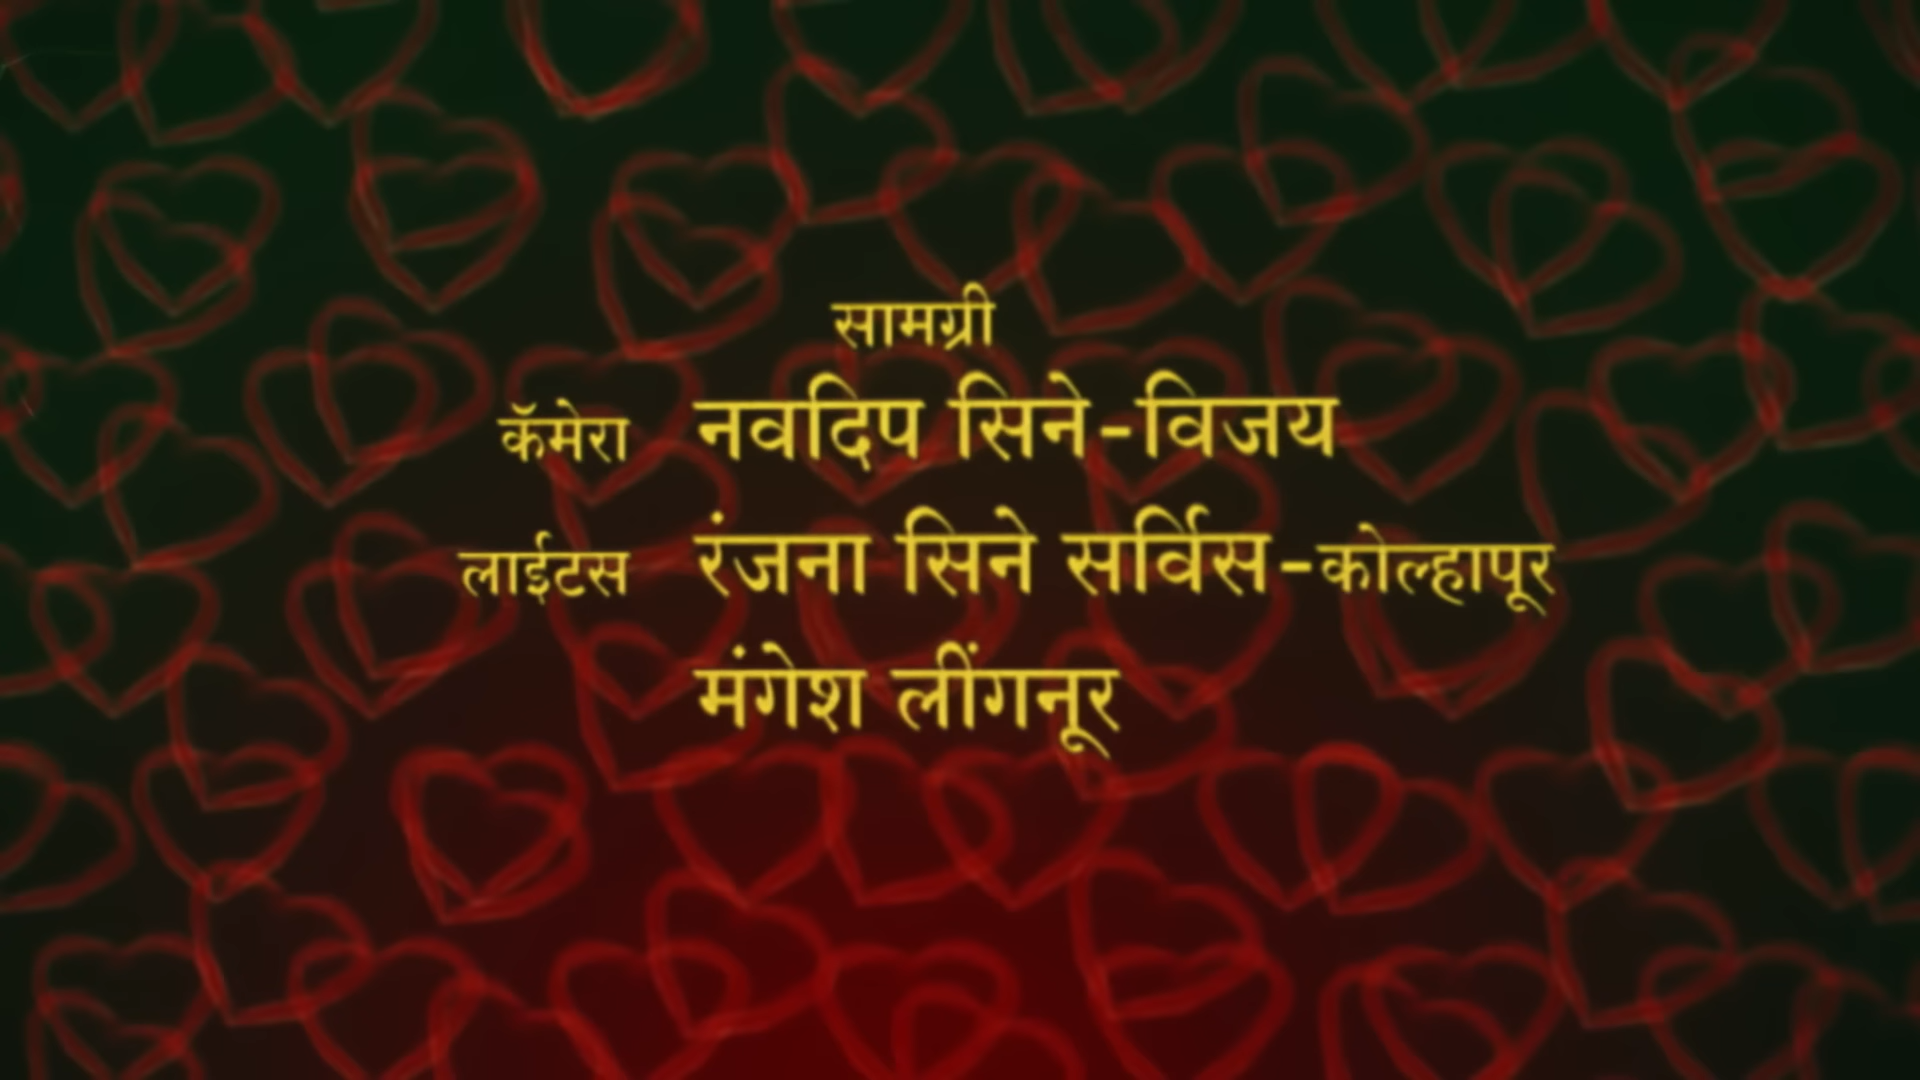 सामग्री
कॅमेरा नवदिप सिने-विजय
लाईटस रंजना सिने सर्विस-कोल्हापूर
मंगेश लींगनूर